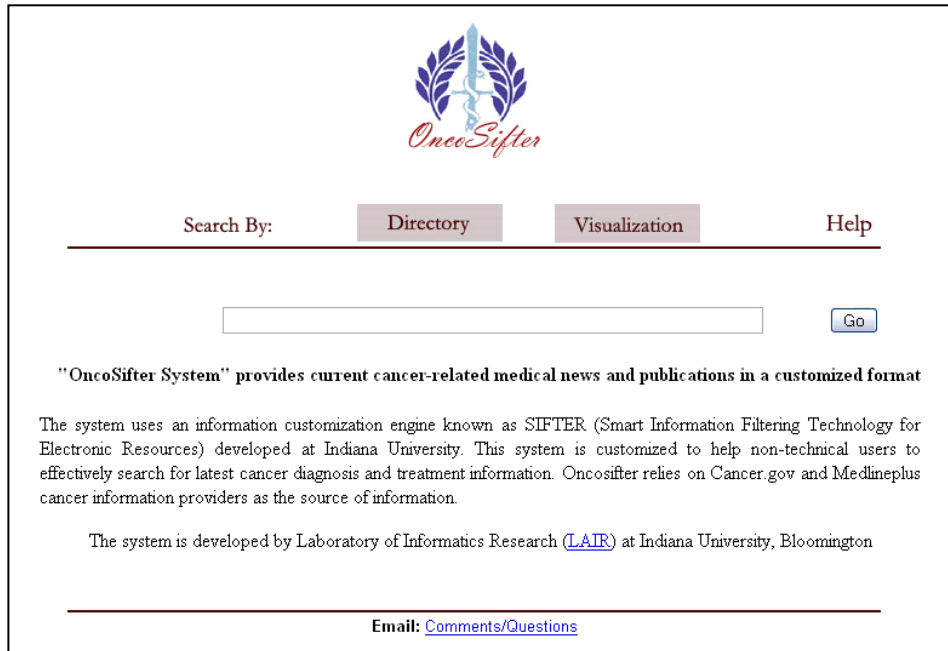 OncoSifter
Search By: Directory Visualization Help
Go
"OncoSifter System" provides current cancer-related medical news and publications in a customized format
The system uses an information customization engine known as SIFTER (Smart Information Filtering Technology for
Electronic Resources) developed at Indiana University. This system is customized to help non-technical users to
effectively search for latest cancer diagnosis and treatment information. Oncosifter relies on Cancer.gov and Medlineplus
cancer information providers as the source of information.
The system is developed by Laboratory of Informatics Research (LAIR) at Indiana University, Bloomington
Email: Comments/Questions